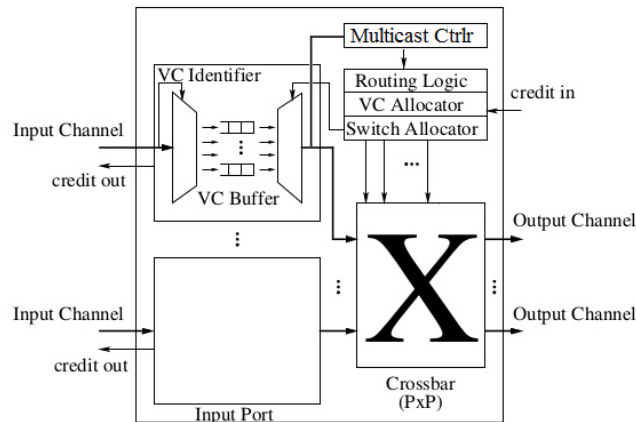 Multicast Ctrlr
VC Identifier
Routing Logic
VC Allocator
credit in
Switch Allocator
Input Channel
credit out
VC Buffer
...
Output Channel
X
Input Channel
Output Channel
credit out
Crossbar
(PxP)
Input Port